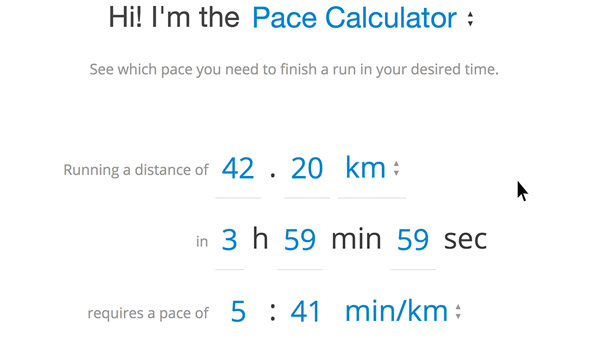 Hi! I'm the Pace Calculator
See which pace you need to finish a run in your desired time.
Running a distance of 42 . 20 km
in 3 h 59 min 59 sec
requires a pace of 5 : 41 min/km